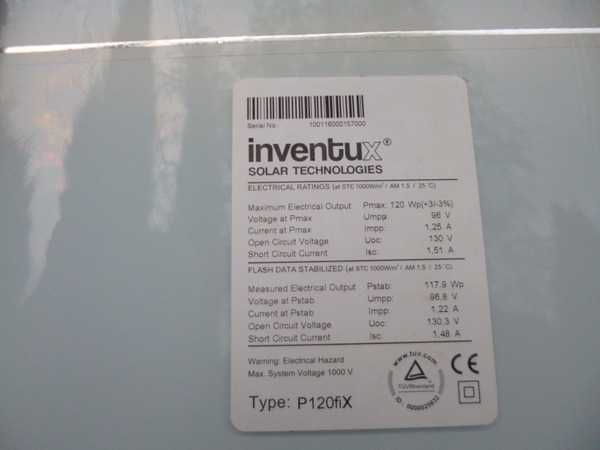 Serial No. 100116000157000
inventux®
SOLAR TECHNOLOGIES
ELECTRICAL RATINGS (at STC 1000W/m² / AM 1.5 / 25 °C)
Maximum Electrical Output Pmax: 120 Wp(+3/-3%)
Voltage at Pmax Umpp: 96 V
Current at Pmax Impp: 1,25 A
Open Circuit Voltage Uoc: 130 V
Short Circuit Current Isc: 1,51 A
FLASH DATA STABILIZED (at STC 1000W/m² / AM 1.5 / 25 °C)
Measured Electrical Output Pstab: 117,9 Wp
Voltage at Pstab Umpp: 96,8 V
Current at Pstab Impp: 1,22 A
Open Circuit Voltage Uoc: 130,3 V
Short Circuit Current Isc: 1,48 A
Warning: Electrical Hazard
Max. System Voltage 1000 V
Type: P120fiX
www.tuv.com
TÜVRheinland
CE